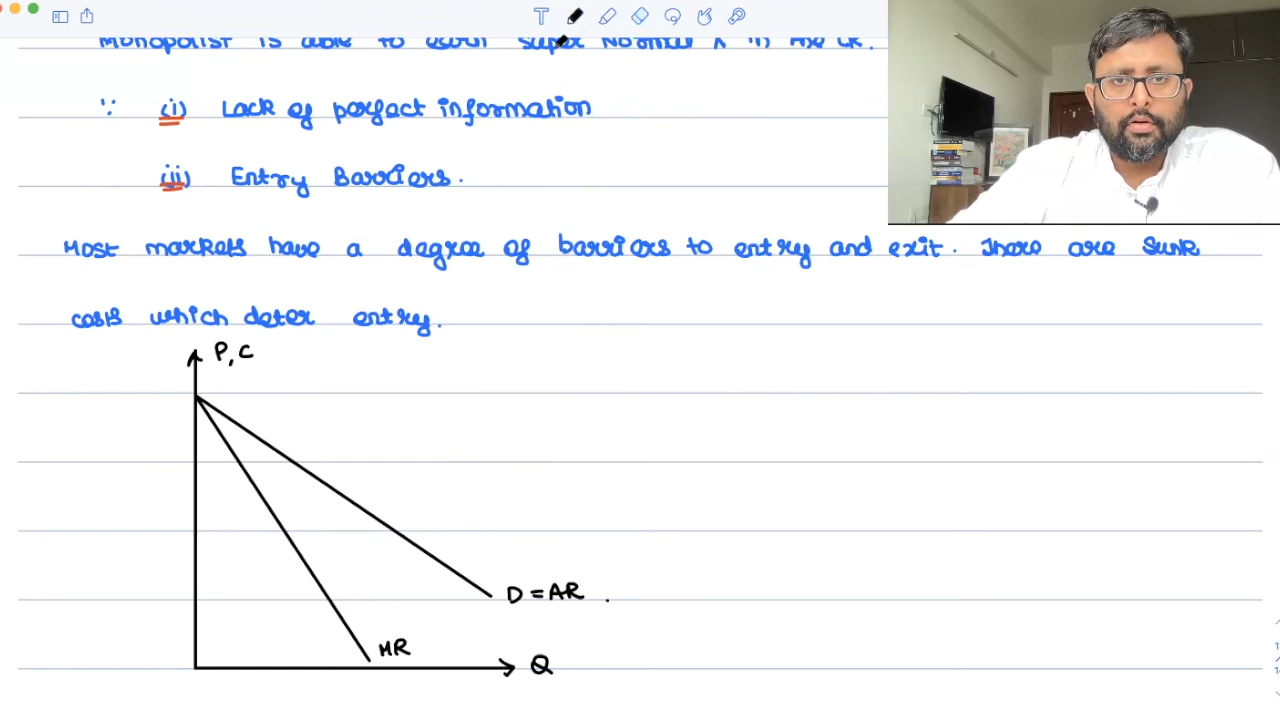 Monopolist is able to earn super Normal π in the LR.
∵ (i) Lack of perfect information
(ii) Entry Barriers.
Most markets have a degree of barriers to entry and exit. There are sunk
costs which deter entry.
P, C
D = AR .
MR
Q